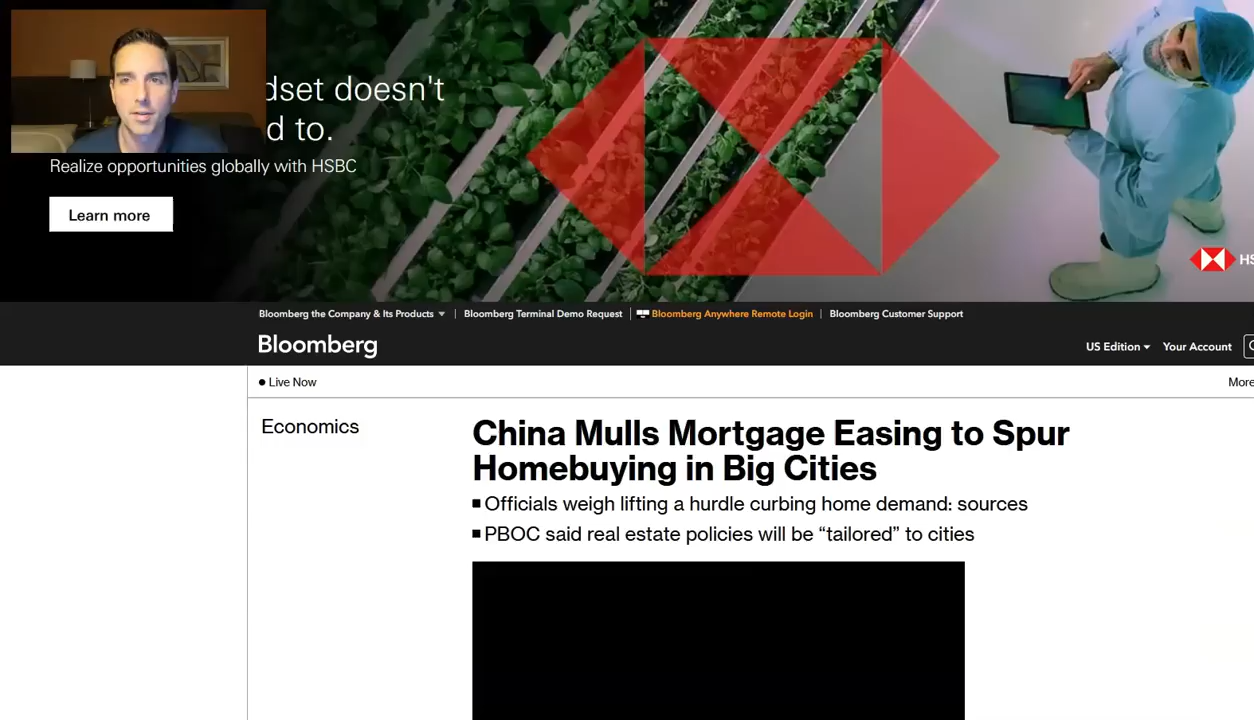 dset doesn't
d to.
Realize opportunities globally with HSBC
Learn more
Bloomberg the Company & Its Products
Bloomberg Terminal Demo Request
Bloomberg Anywhere Remote Login
Bloomberg Customer Support
Bloomberg
US Edition
Your Account
Live Now
More
Economics
China Mulls Mortgage Easing to Spur
Homebuying in Big Cities
Officials weigh lifting a hurdle curbing home demand: sources
PBOC said real estate policies will be “tailored” to cities